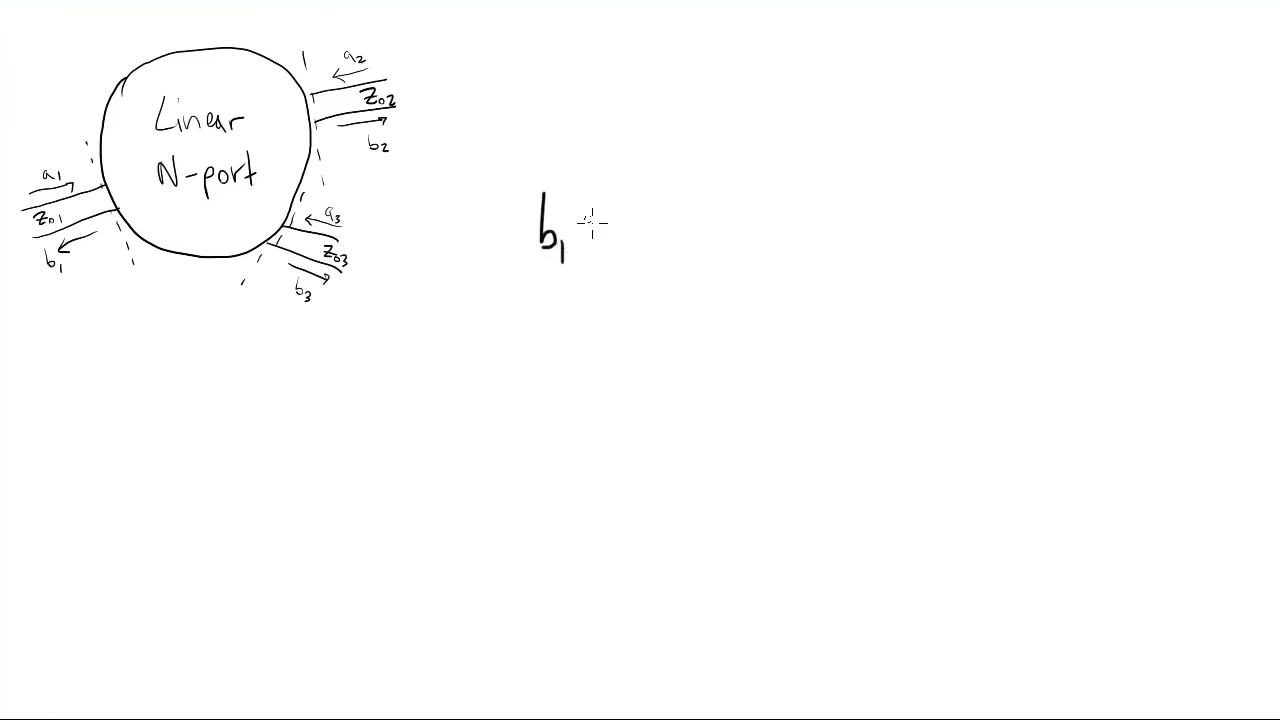 Linear
N-port
a₁
Z₀₁
b₁
a₂
Z₀₂
b₂
a₃
Z₀₃
b₃
b₁